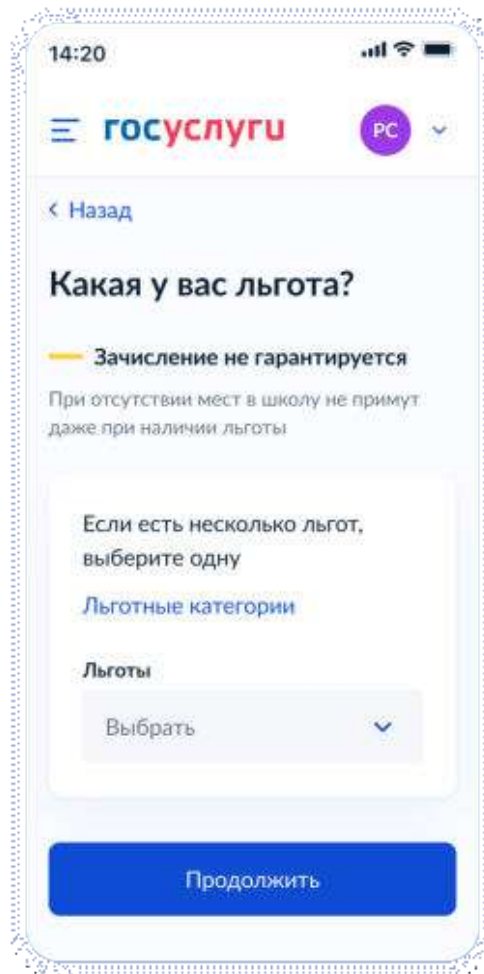 14:20
госуслуги
РС
Назад
Какая у вас льгота?
Зачисление не гарантируется
При отсутствии мест в школу не примут
даже при наличии льготы
Если есть несколько льгот,
выберите одну
Льготные категории
Льготы
Выбрать
Продолжить